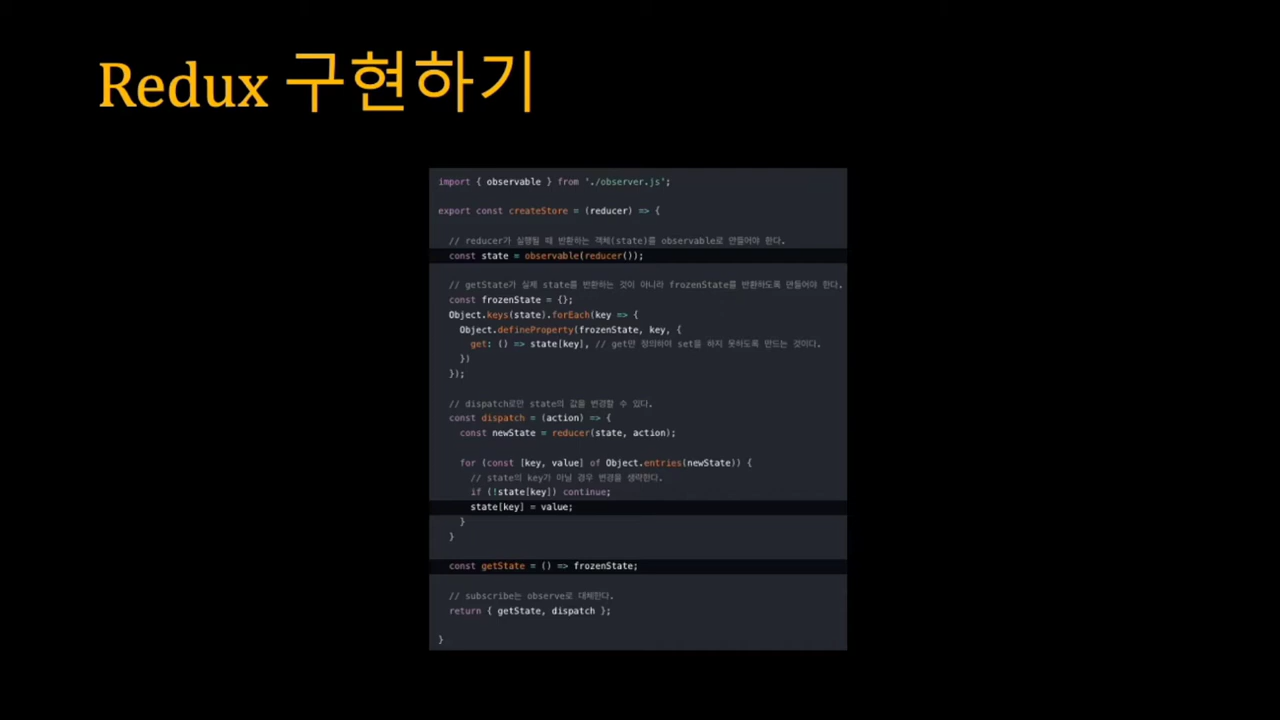 Redux 구현하기
import { observable } from './observer.js';
export const createStore = (reducer) => {
// reducer가 실행될 때 반환하는 객체(state)를 observable로 만들어야 한다.
const state = observable(reducer());
// getState가 실제 state를 반환하는 것이 아니라 frozenState를 반환하도록 만들어야 한다.
const frozenState = {};
Object.keys(state).forEach(key => {
Object.defineProperty(frozenState, key, {
get: () => state[key], // get만 정의하여 set을 하지 못하도록 만드는 것이다.
})
});
// dispatch로만 state의 값을 변경할 수 있다.
const dispatch = (action) => {
const newState = reducer(state, action);
for (const [key, value] of Object.entries(newState)) {
// state의 key가 아닐 경우 변경을 생략한다.
if (!state[key]) continue;
state[key] = value;
}
}
const getState = () => frozenState;
// subscribe는 observe로 대체한다.
return { getState, dispatch };
}